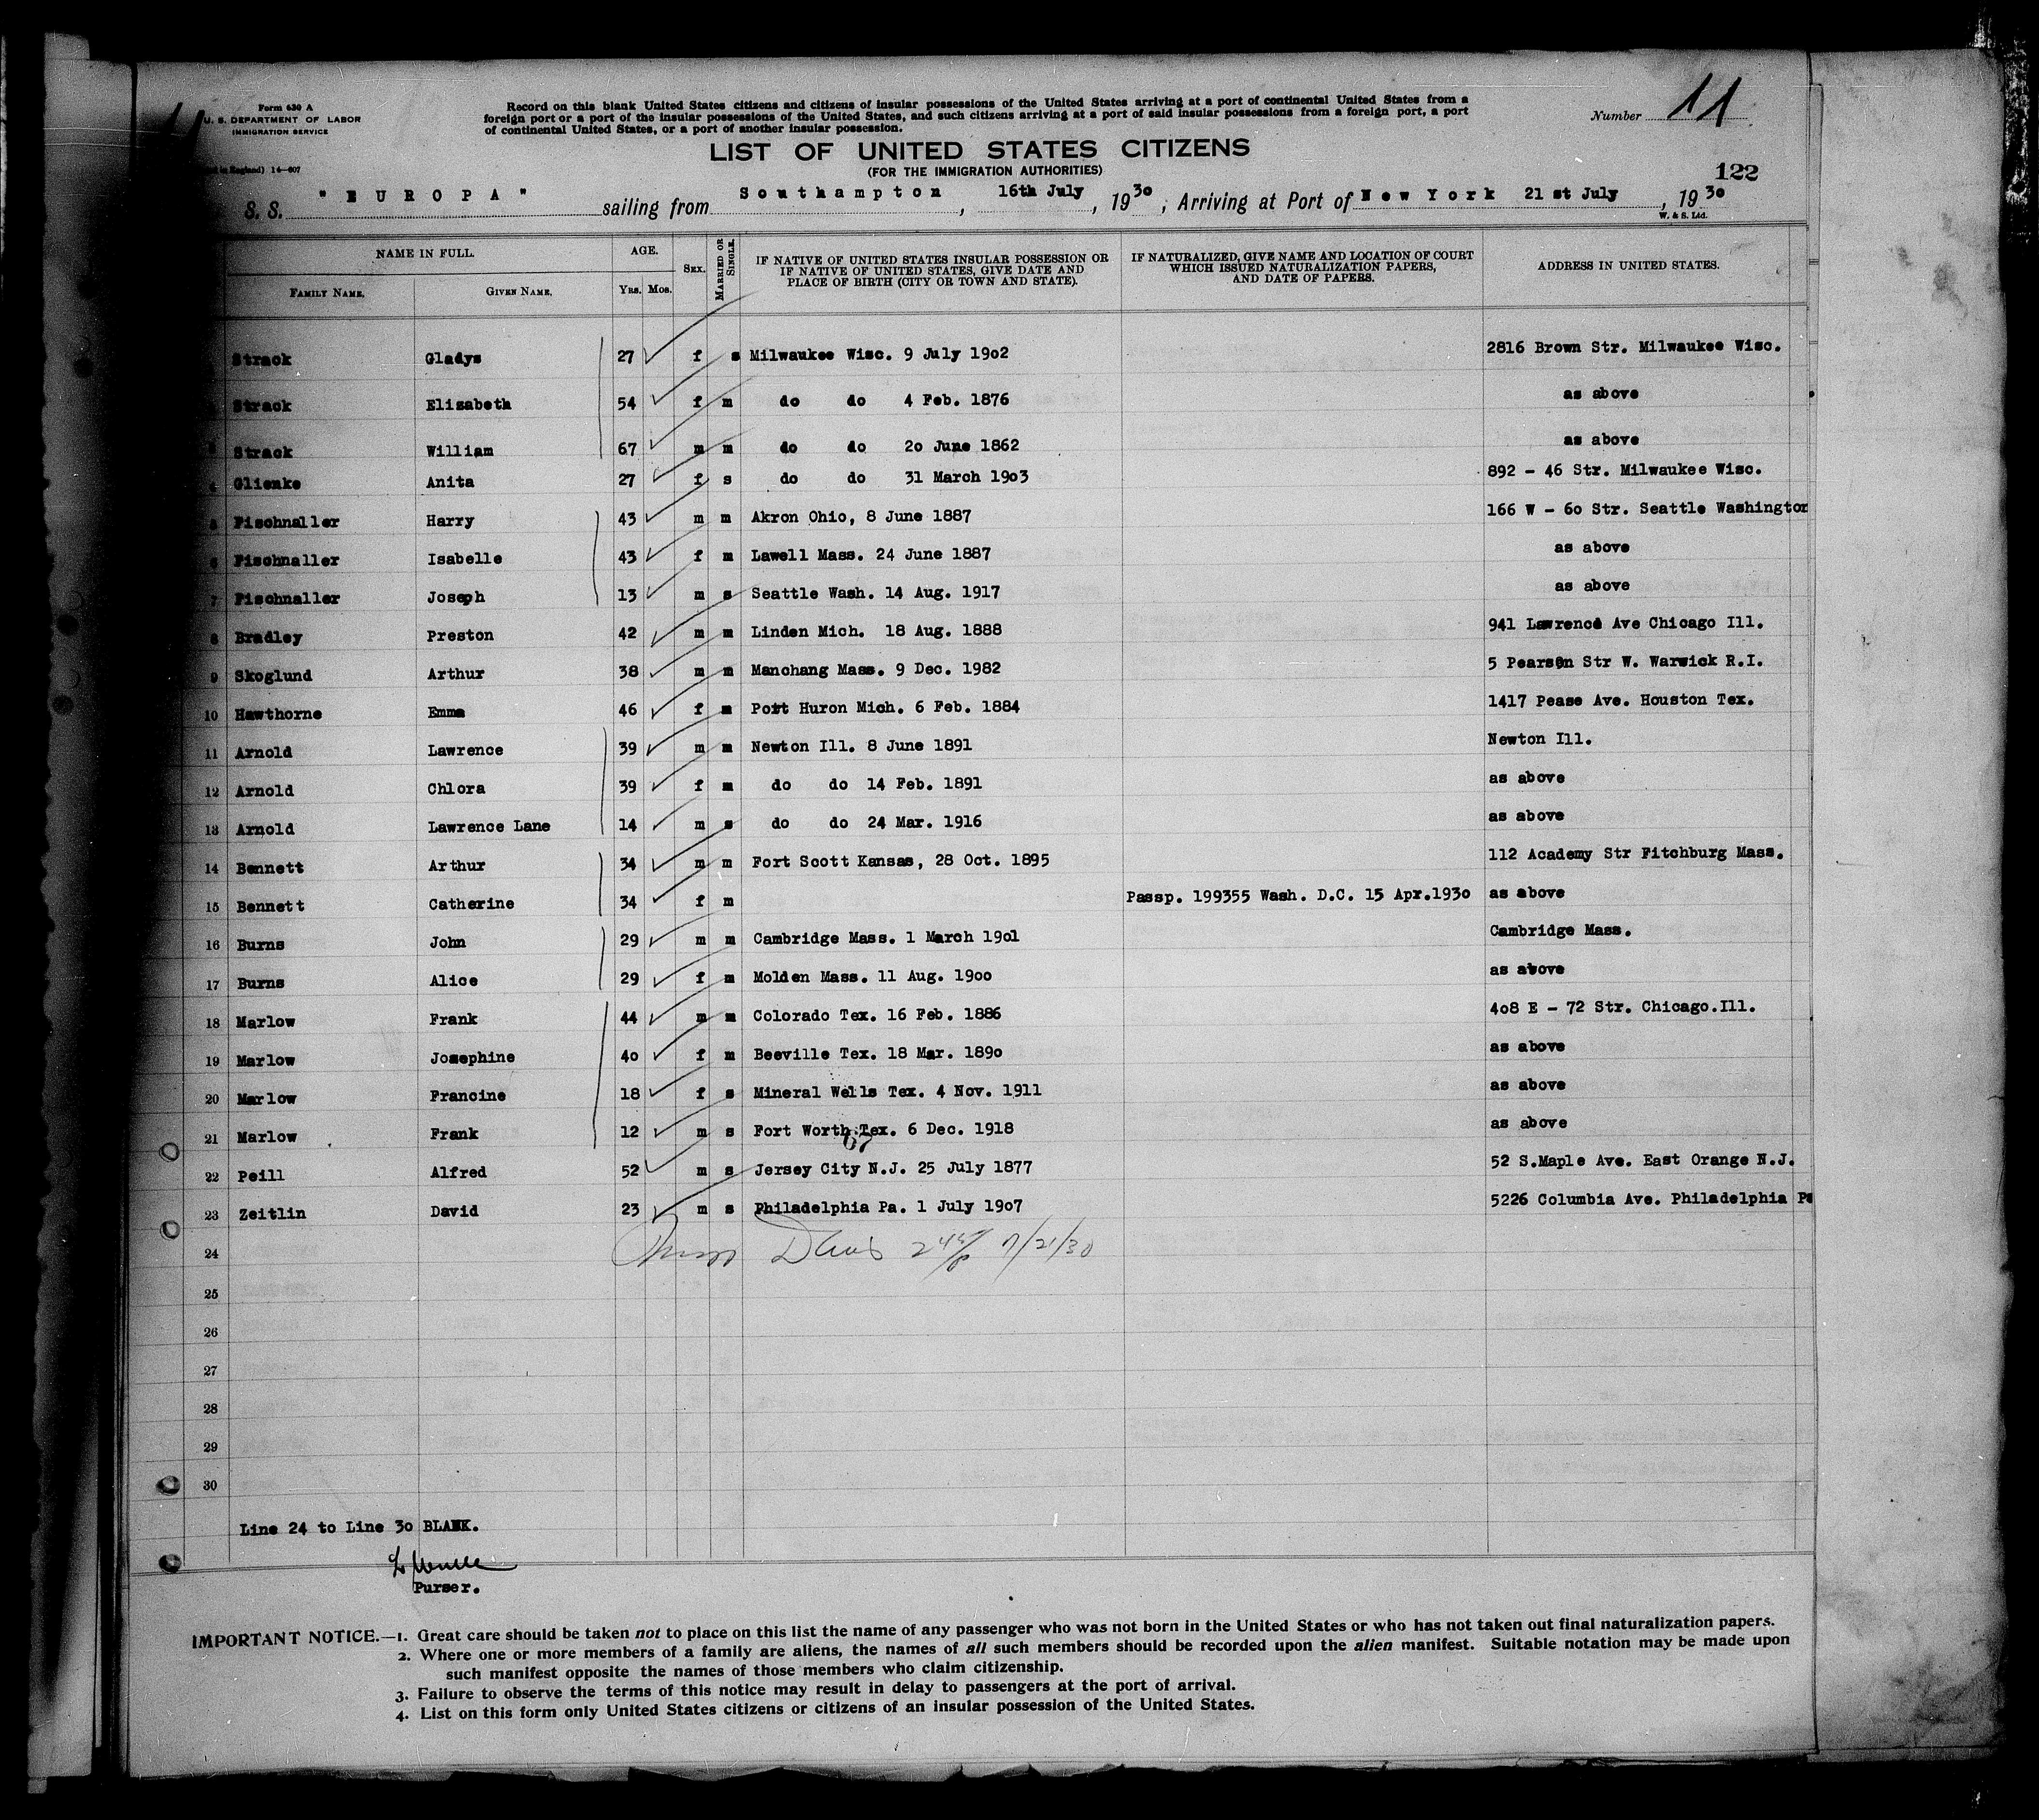 Form 630 A
U. S. DEPARTMENT OF LABOR
IMMIGRATION SERVICE
in England) 14—607
Record on this blank United States citizens and citizens of insular possessions of the United States arriving at a port of continental United States from a
foreign port or a port of the insular possessions of the United States, and such citizens arriving at a port of said insular possessions from a foreign port, a port
of continental United States, or a port of another insular possession.
Number 11
LIST OF UNITED STATES CITIZENS
(FOR THE IMMIGRATION AUTHORITIES)
122
S. S. "EUROPA" sailing from Southampton, 16th July, 1930, Arriving at Port of New York 21st July, 1930
W. & S. Ltd.
NAME IN FULL. AGE. SEX. MARRIED OR SINGLE. IF NATIVE OF UNITED STATES INSULAR POSSESSION OR IF NATIVE OF UNITED STATES, GIVE DATE AND PLACE OF BIRTH (CITY OR TOWN AND STATE). IF NATURALIZED, GIVE NAME AND LOCATION OF COURT WHICH ISSUED NATURALIZATION PAPERS, AND DATE OF PAPERS. ADDRESS IN UNITED STATES.
FAMILY NAME. GIVEN NAME. YRS. MOS.
Strack Gladys 27 f s Milwaukee Wisc. 9 July 1902 2816 Brown Str. Milwaukee Wisc.
Strack Elizabeth 54 f m do do 4 Feb. 1876 as above
Strack William 67 m m do do 20 June 1862 as above
4 Glienke Anita 27 f s do do 31 March 1903 892 - 46 Str. Milwaukee Wisc.
5 Fischnaller Harry 43 m m Akron Ohio, 8 June 1887 166 W - 60 Str. Seattle Washington
6 Fischnaller Isabelle 43 f m Lawell Mass. 24 June 1887 as above
7 Fischnaller Joseph 13 m s Seattle Wash. 14 Aug. 1917 as above
8 Bradley Preston 42 m m Linden Mich. 18 Aug. 1888 941 Lawrence Ave Chicago Ill.
9 Skoglund Arthur 38 m m Manchang Mass. 9 Dec. 1982 5 Pearson Str W. Warwick R.I.
10 Hawthorne Emma 46 f m Port Huron Mich. 6 Feb. 1884 1417 Pease Ave. Houston Tex.
11 Arnold Lawrence 39 m m Newton Ill. 8 June 1891 Newton Ill.
12 Arnold Chlora 39 f m do do 14 Feb. 1891 as above
13 Arnold Lawrence Lane 14 m s do do 24 Mar. 1916 as above
14 Bennett Arthur 34 m m Fort Scott Kansas, 28 Oct. 1895 112 Academy Str Fitchburg Mass.
15 Bennett Catherine 34 f m Passp. 199355 Wash. D.C. 15 Apr.1930 as above
16 Burns John 29 m m Cambridge Mass. 1 March 1901 Cambridge Mass.
17 Burns Alice 29 f m Molden Mass. 11 Aug. 1900 as above
18 Marlow Frank 44 m m Colorado Tex. 16 Feb. 1886 408 E - 72 Str. Chicago.Ill.
19 Marlow Josephine 40 f m Beeville Tex. 18 Mar. 1890 as above
20 Marlow Francine 18 f s Mineral Wells Tex. 4 Nov. 1911 as above
21 Marlow Frank 12 m s Fort Worth Tex. 6 Dec. 1918 as above
67
22 Peill Alfred 52 m s Jersey City N.J. 25 July 1877 52 S.Maple Ave. East Orange N.J.
23 Zeitlin David 23 m s Philadelphia Pa. 1 July 1907 5226 Columbia Ave. Philadelphia Pa
24 7/21/30
25
26
27
28
29
30
Line 24 to Line 30 BLANK.
Purser.
IMPORTANT NOTICE.—1. Great care should be taken not to place on this list the name of any passenger who was not born in the United States or who has not taken out final naturalization papers.
2. Where one or more members of a family are aliens, the names of all such members should be recorded upon the alien manifest. Suitable notation may be made upon
such manifest opposite the names of those members who claim citizenship.
3. Failure to observe the terms of this notice may result in delay to passengers at the port of arrival.
4. List on this form only United States citizens or citizens of an insular possession of the United States.